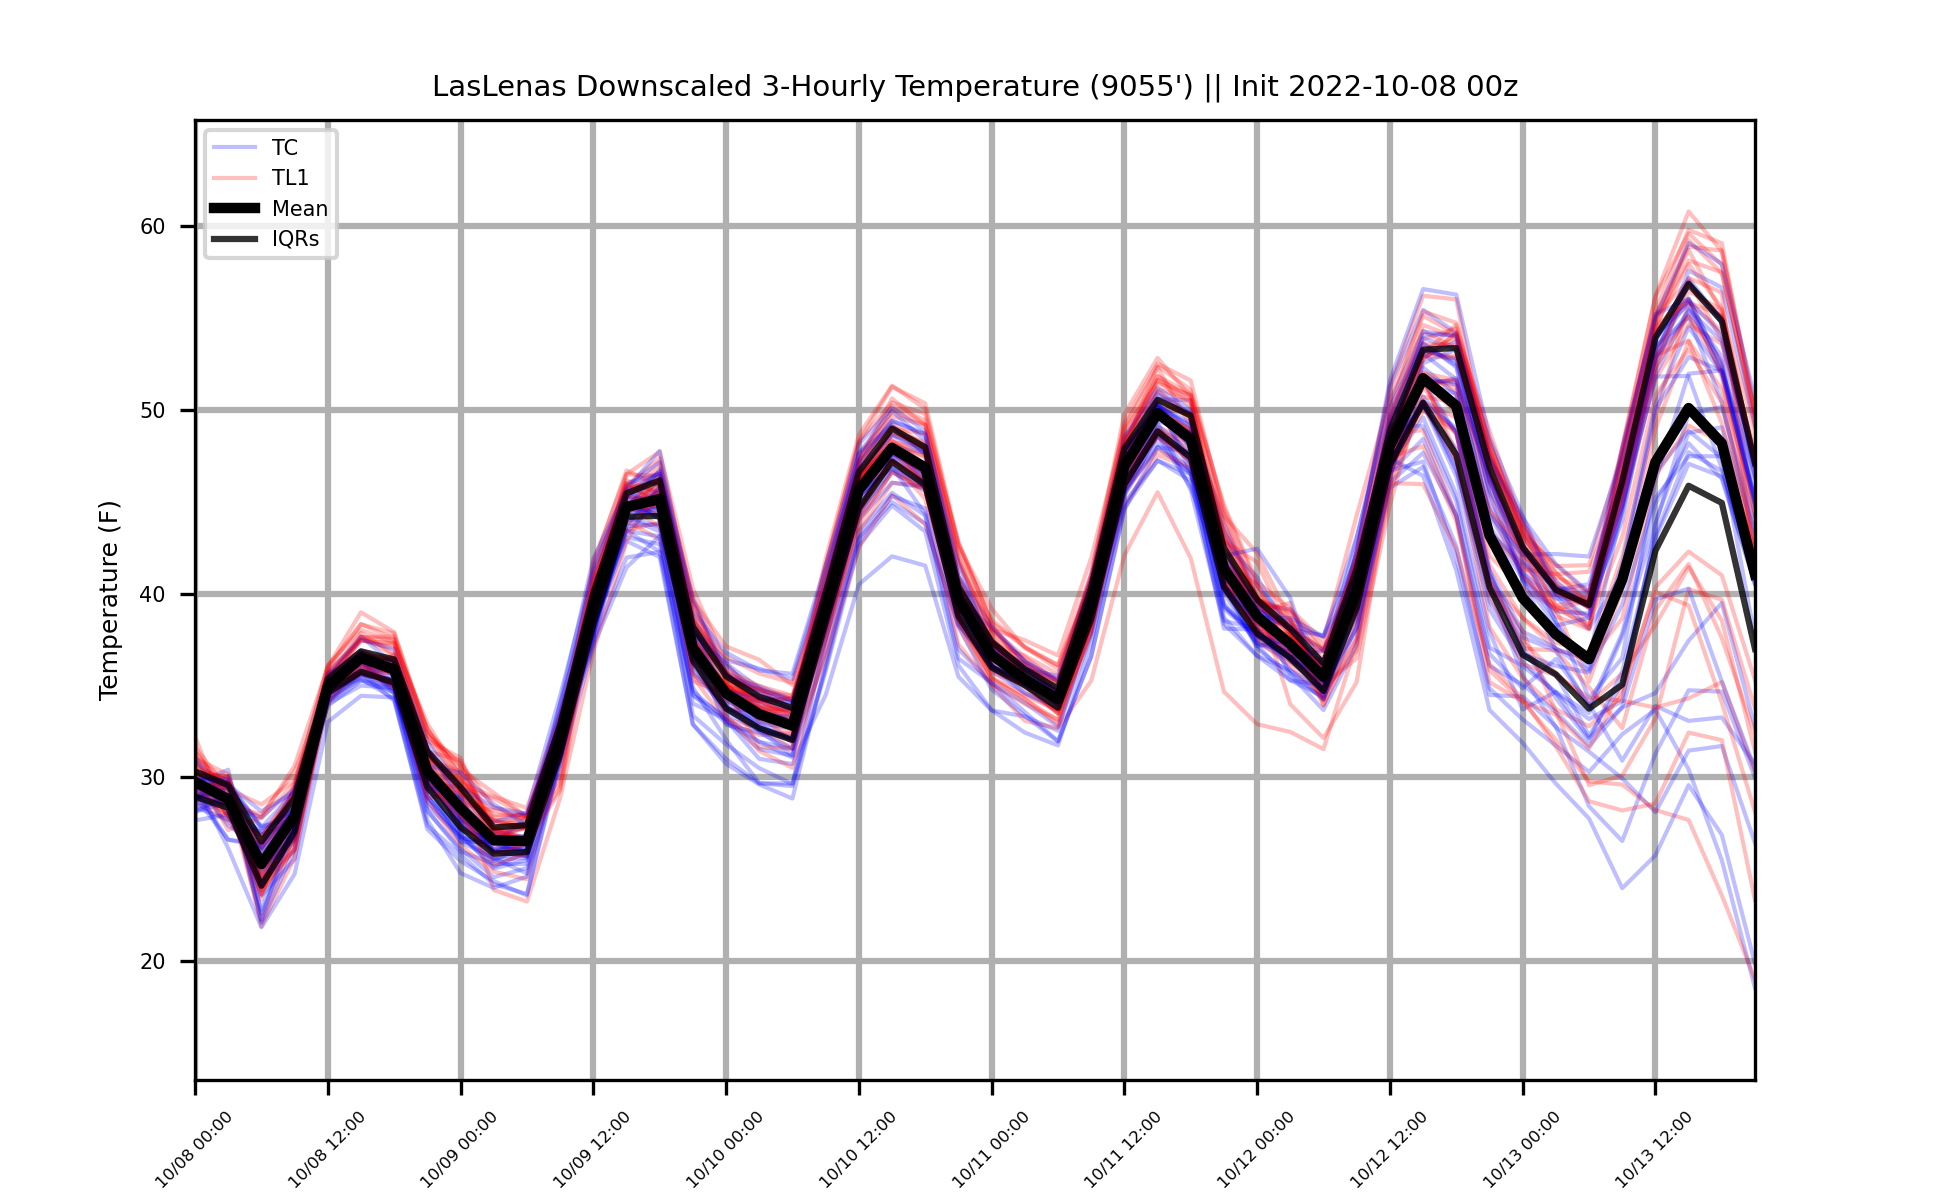 LasLenas Downscaled 3-Hourly Temperature (9055') || Init 2022-10-08 00z
TC
TL1
Mean
IQRs
Temperature (F)
60
50
40
30
20
10/08 00:00
10/08 12:00
10/09 00:00
10/09 12:00
10/10 00:00
10/10 12:00
10/11 00:00
10/11 12:00
10/12 00:00
10/12 12:00
10/13 00:00
10/13 12:00